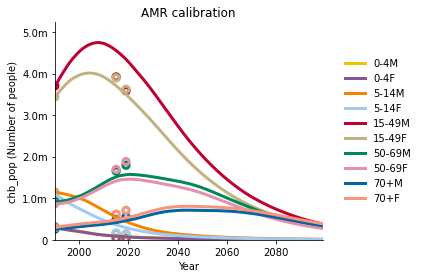 AMR calibration
5.0m
4.0m
3.0m
2.0m
1.0m
0
chb_pop (Number of people)
2000
2020
2040
2060
2080
Year
0-4M
0-4F
5-14M
5-14F
15-49M
15-49F
50-69M
50-69F
70+M
70+F